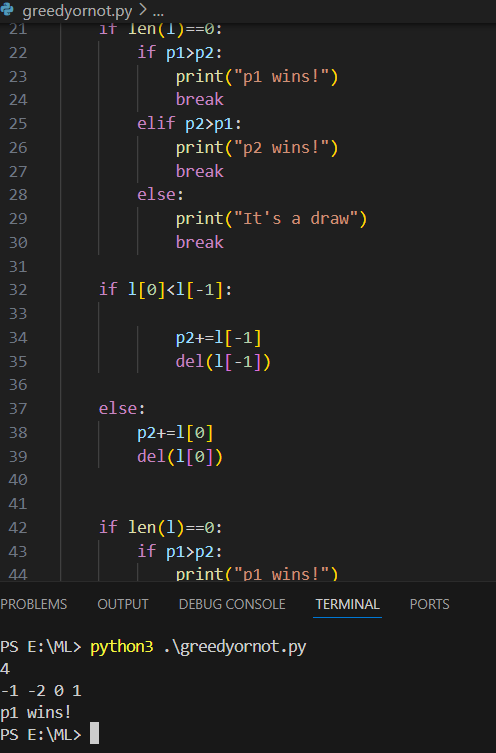 greedyornot.py > ...
21 if len(l)==0:
22 if p1>p2:
23 print("p1 wins!")
24 break
25 elif p2>p1:
26 print("p2 wins!")
27 break
28 else:
29 print("It's a draw")
30 break
31
32 if l[0]<l[-1]:
33
34 p2+=l[-1]
35 del(l[-1])
36
37 else:
38 p2+=l[0]
39 del(l[0])
40
41
42 if len(l)==0:
43 if p1>p2:
44 print("p1 wins!")
PROBLEMS OUTPUT DEBUG CONSOLE TERMINAL PORTS
PS E:\ML> python3 .\greedyornot.py
4
-1 -2 0 1
p1 wins!
PS E:\ML>